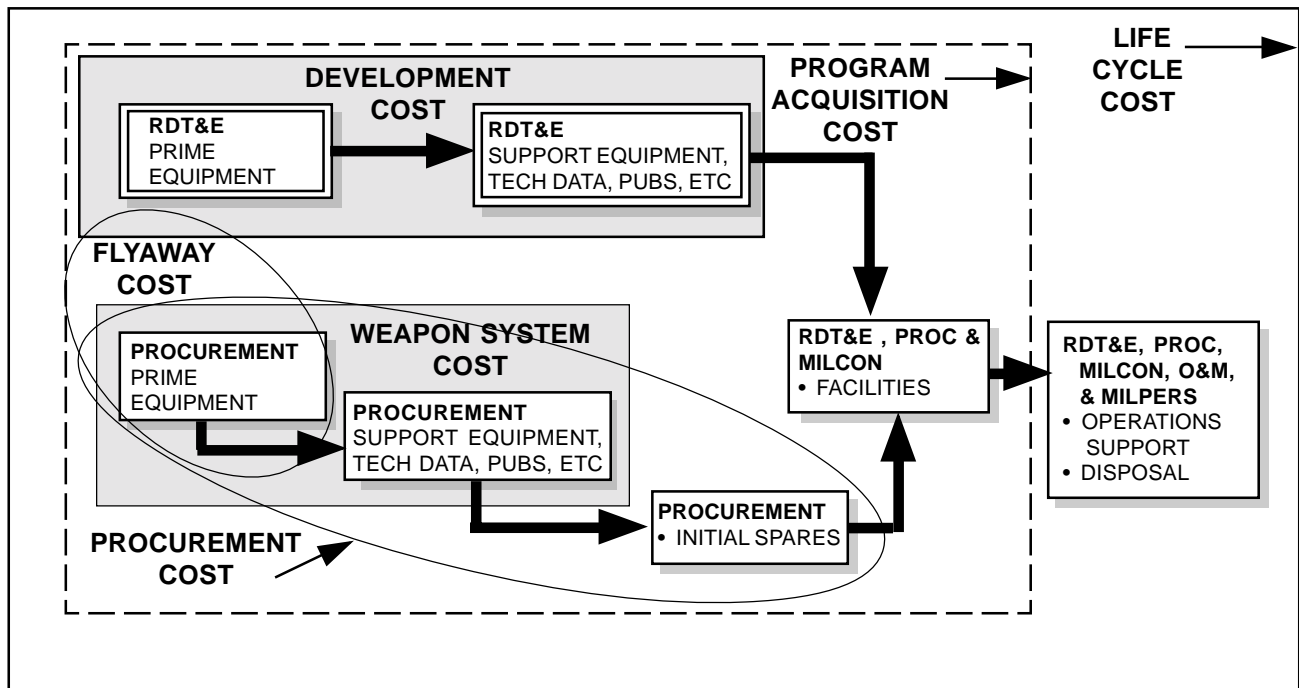 DEVELOPMENT
COST
RDT&E
PRIME
EQUIPMENT
RDT&E
SUPPORT EQUIPMENT,
TECH DATA, PUBS, ETC
PROGRAM
ACQUISITION
COST
LIFE
CYCLE
COST
FLYAWAY
COST
WEAPON SYSTEM
COST
PROCUREMENT
PRIME
EQUIPMENT
PROCUREMENT
SUPPORT EQUIPMENT,
TECH DATA, PUBS, ETC
PROCUREMENT
• INITIAL SPARES
PROCUREMENT
COST
RDT&E , PROC &
MILCON
• FACILITIES
RDT&E, PROC,
MILCON, O&M,
& MILPERS
• OPERATIONS
SUPPORT
• DISPOSAL